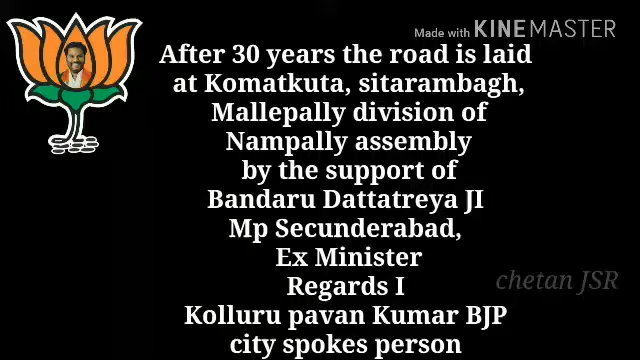 Made with KINEMASTER
After 30 years the road is laid
at Komatkuta, sitarambagh,
Mallepally division of
Nampally assembly
by the support of
Bandaru Dattatreya JI
Mp Secunderabad,
Ex Minister
chetan JSR
Regards I
Kolluru pavan Kumar BJP
city spokes person